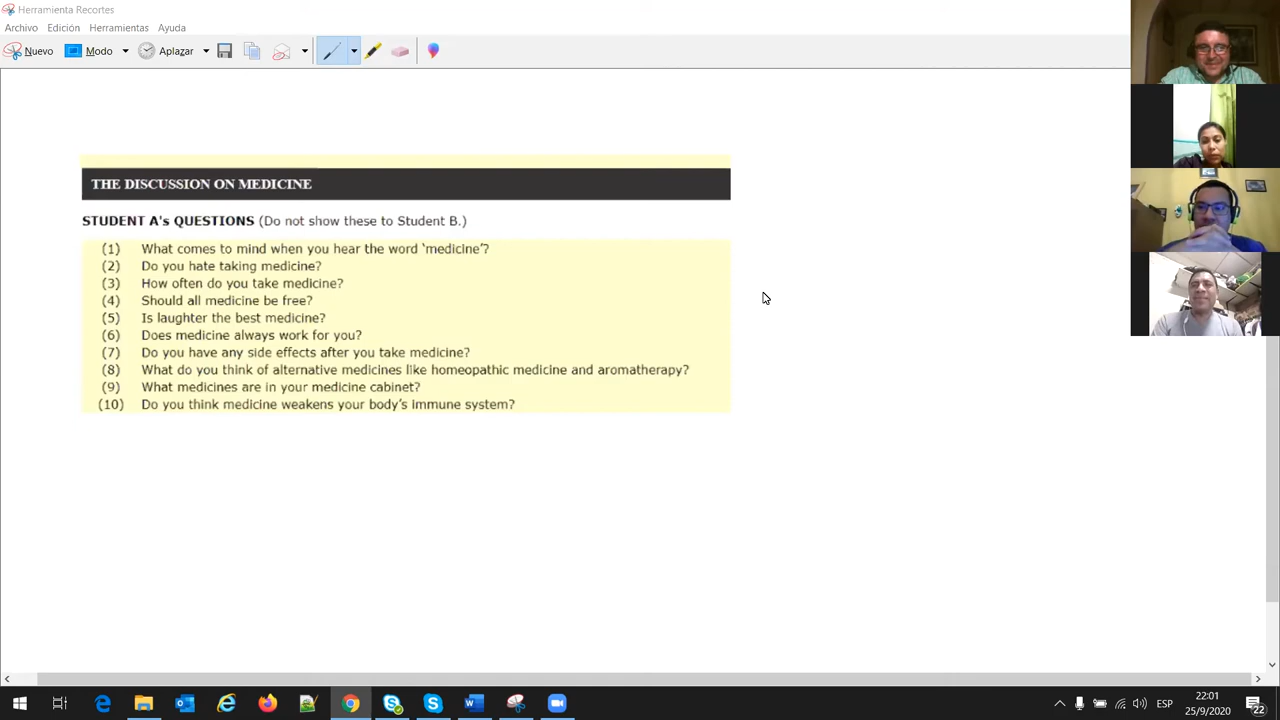 Herramienta Recortes
Archivo Edición Herramientas Ayuda
Nuevo Modo Aplazar
THE DISCUSSION ON MEDICINE
STUDENT A's QUESTIONS (Do not show these to Student B.)
(1) What comes to mind when you hear the word ‘medicine’?
(2) Do you hate taking medicine?
(3) How often do you take medicine?
(4) Should all medicine be free?
(5) Is laughter the best medicine?
(6) Does medicine always work for you?
(7) Do you have any side effects after you take medicine?
(8) What do you think of alternative medicines like homeopathic medicine and aromatherapy?
(9) What medicines are in your medicine cabinet?
(10) Do you think medicine weakens your body’s immune system?
ESP
22:01
25/9/2020
22